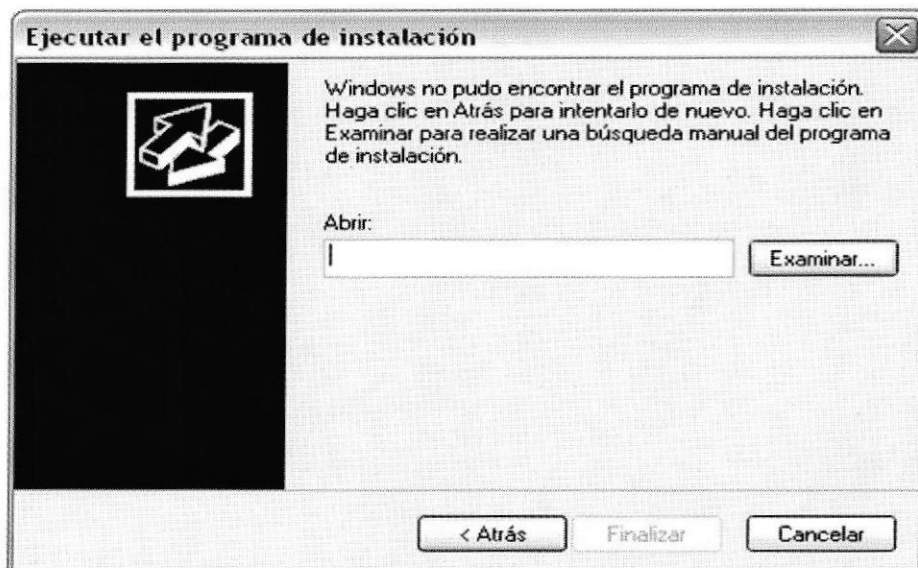 Ejecutar el programa de instalación
Windows no pudo encontrar el programa de instalación.
Haga clic en Atrás para intentarlo de nuevo. Haga clic en
Examinar para realizar una búsqueda manual del programa
de instalación.
Abrir:
Examinar...
< Atrás
Finalizar
Cancelar